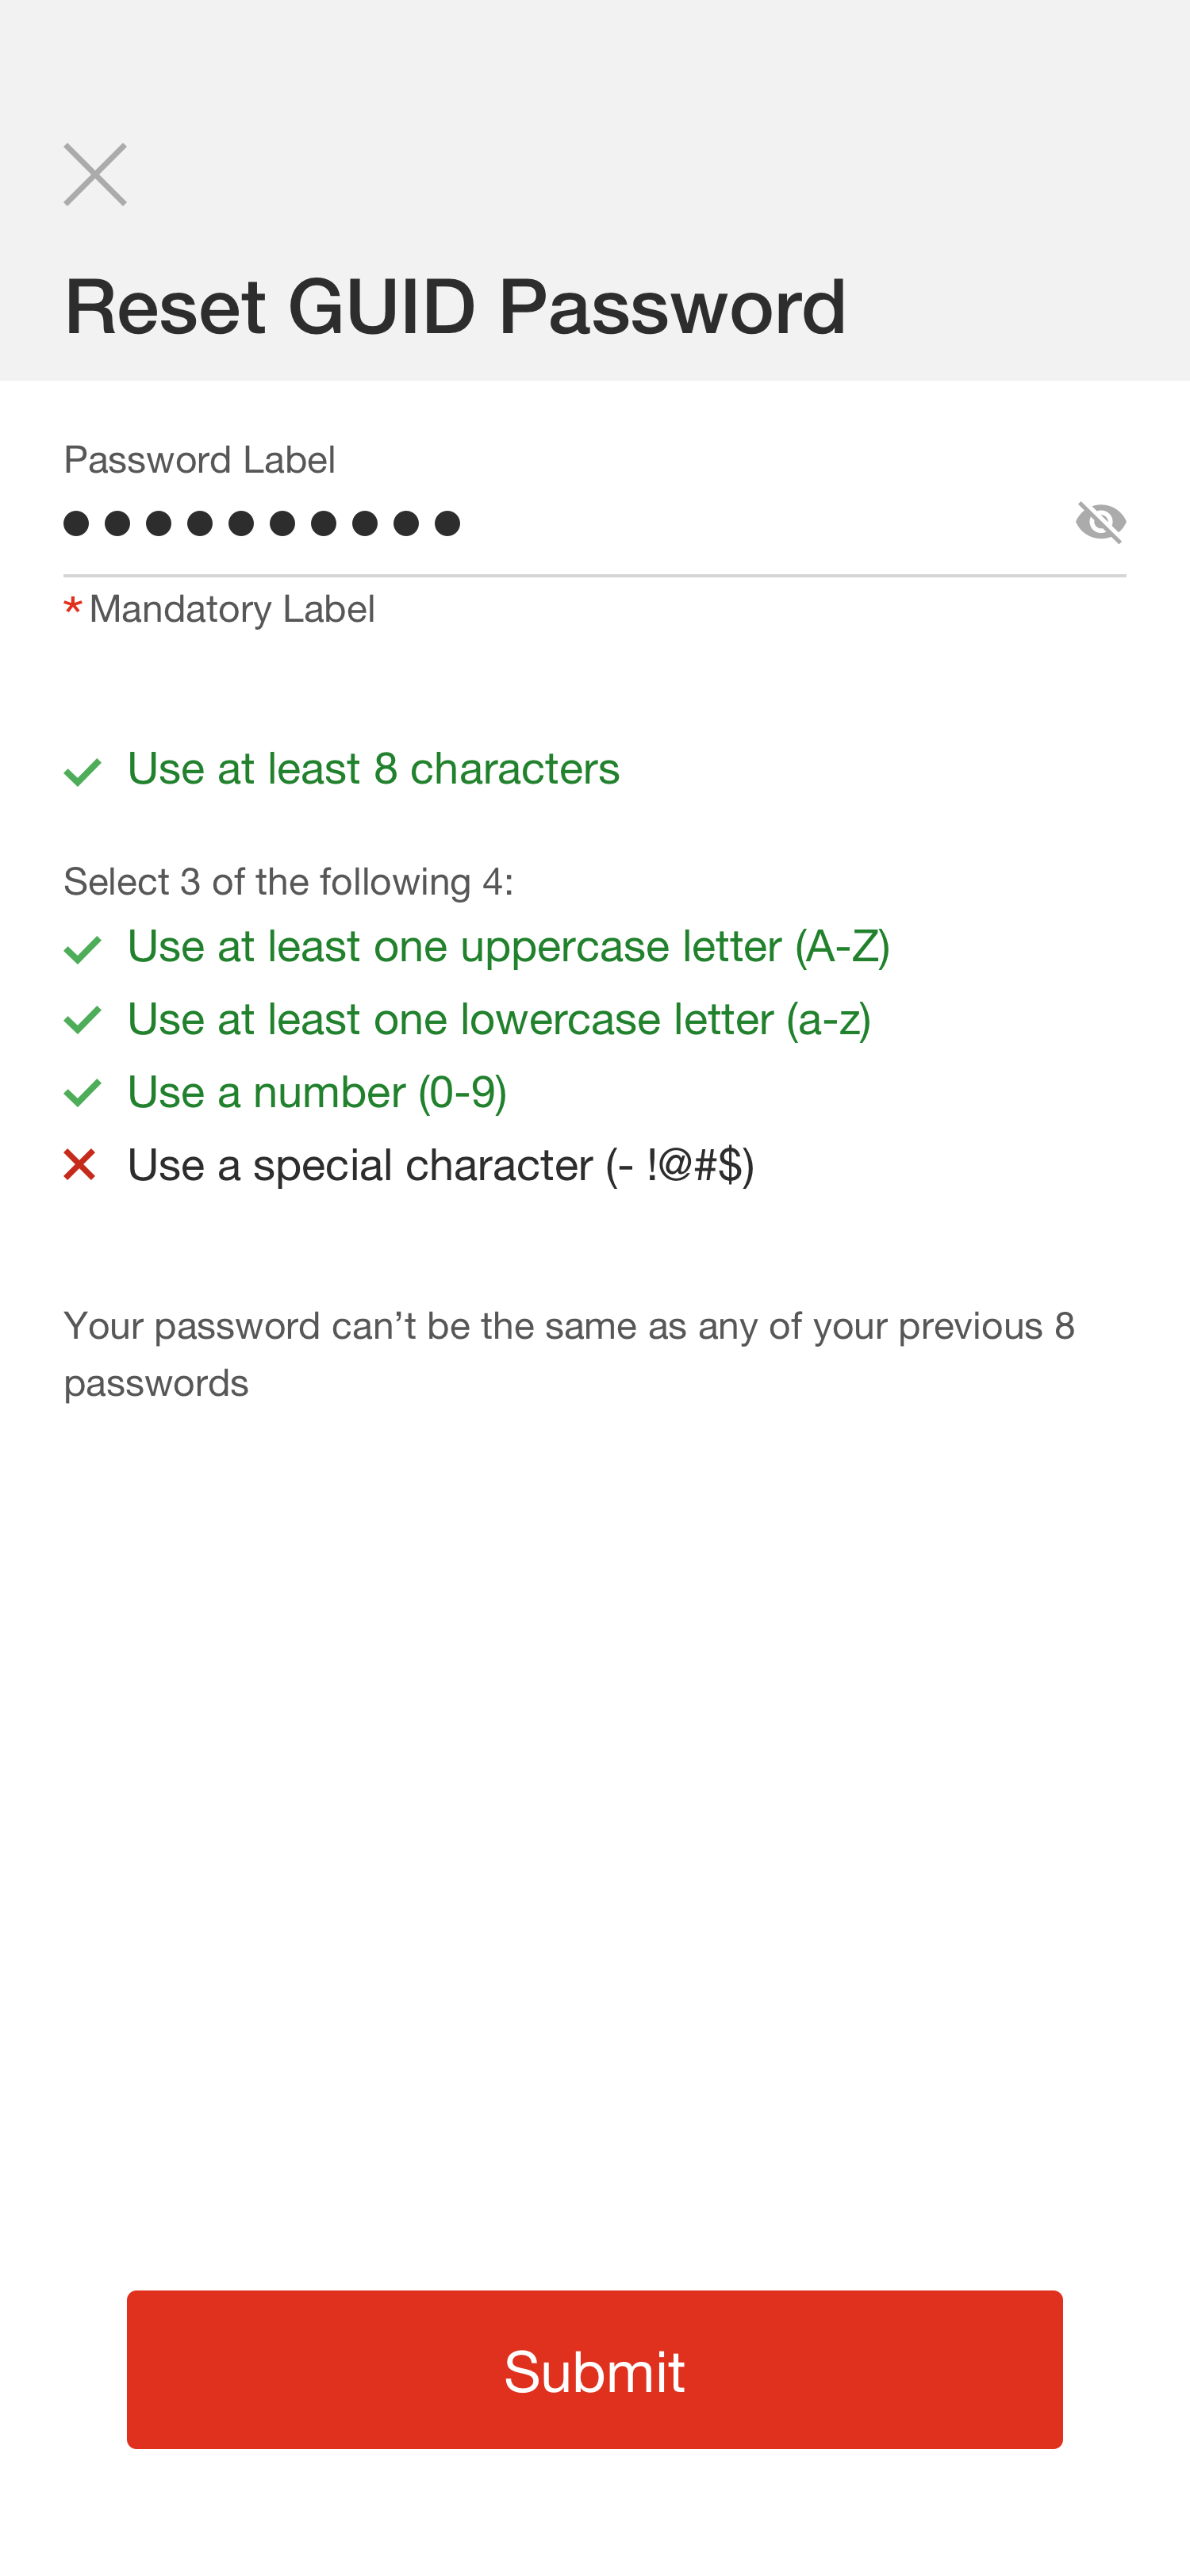 Reset GUID Password
Password Label
* Mandatory Label
Use at least 8 characters
Select 3 of the following 4:
Use at least one uppercase letter (A-Z)
Use at least one lowercase letter (a-z)
Use a number (0-9)
Use a special character (- !@#$)
Your password can’t be the same as any of your previous 8
passwords
Submit